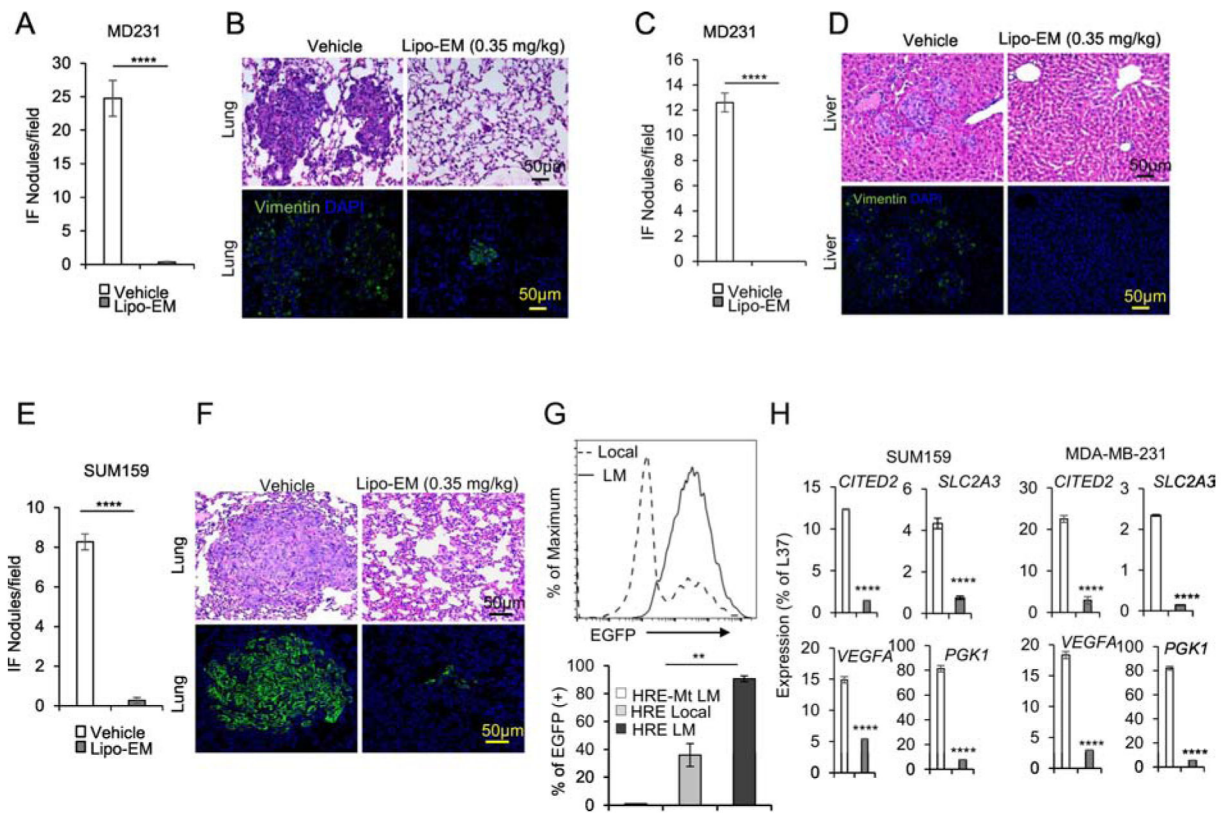 A
MD231
****
IF Nodules/field
30
25
20
15
10
5
0
Vehicle
Lipo-EM
B
Vehicle
Lipo-EM (0.35 mg/kg)
Lung
50µm
Lung
Vimentin DAPI
50µm
C
MD231
****
IF Nodules/field
16
14
12
10
8
6
4
2
0
Vehicle
Lipo-EM
D
Vehicle
Lipo-EM (0.35 mg/kg)
Liver
50µm
Liver
Vimentin DAPI
50µm
E
SUM159
****
IF Nodules/field
10
8
6
4
2
0
Vehicle
Lipo-EM
F
Vehicle
Lipo-EM (0.35 mg/kg)
Lung
50µm
Lung
50µm
G
Local
LM
% of Maximum
EGFP
% of EGFP (+)
100
80
60
40
20
0
**
HRE-Mt LM
HRE Local
HRE LM
H
SUM159
MDA-MB-231
Expression (% of L37)
CITED2
15
10
5
0
****
SLC2A3
6
4
2
0
****
CITED2
30
20
10
0
****
SLC2A3
3
2
1
0
****
VEGFA
20
15
10
5
0
****
PGK1
100
80
60
40
20
0
****
VEGFA
20
15
10
5
0
****
PGK1
100
80
60
40
20
0
****